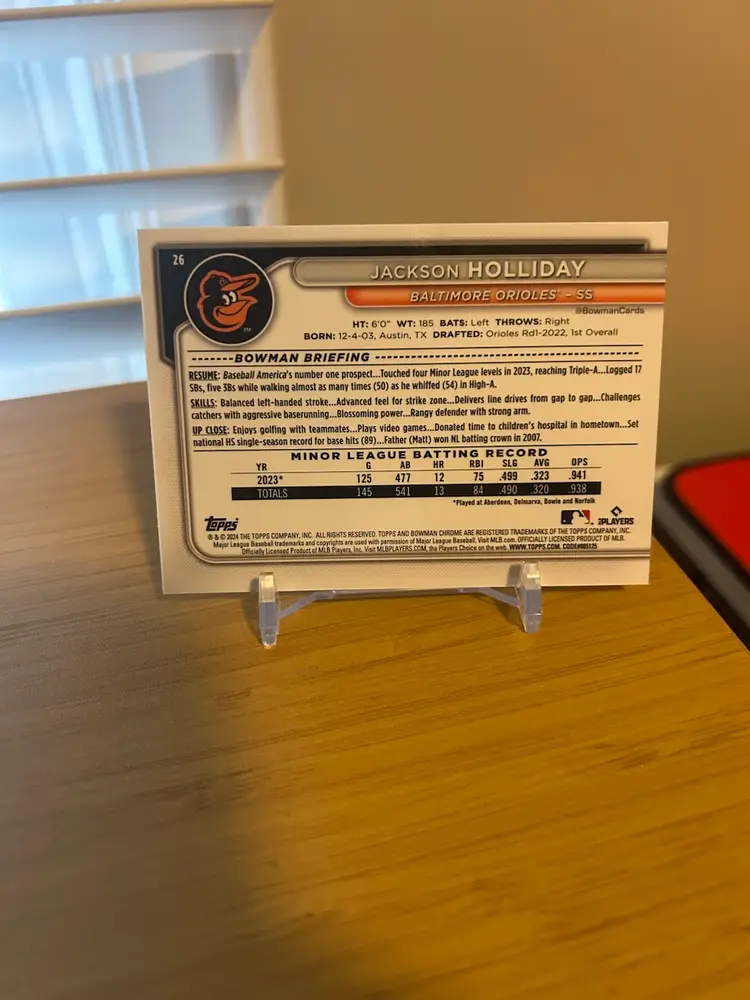 26
JACKSON HOLLIDAY
BALTIMORE ORIOLES™ – SS
@BowmanCards
HT: 6'0" WT: 185 BATS: Left THROWS: Right
BORN: 12-4-03, Austin, TX DRAFTED: Orioles Rd1-2022, 1st Overall
BOWMAN BRIEFING
RESUME: Baseball America's number one prospect...Touched four Minor League levels in 2023, reaching Triple-A...Logged 17
SBs, five 3Bs while walking almost as many times (50) as he whiffed (54) in High-A.
SKILLS: Balanced left-handed stroke...Advanced feel for strike zone...Delivers line drives from gap to gap...Challenges
catchers with aggressive baserunning...Blossoming power...Rangy defender with strong arm.
UP CLOSE: Enjoys golfing with teammates...Plays video games...Donated time to children's hospital in hometown...Set
national HS single-season record for base hits (89)...Father (Matt) won NL batting crown in 2007.
MINOR LEAGUE BATTING RECORD
YR G AB HR RBI SLG AVG OPS
2023* 125 477 12 75 .499 .323 .941
TOTALS 145 541 13 84 .490 .320 .938
*Played at Aberdeen, Delmarva, Bowie and Norfolk
Topps
PLAYERS
® & © 2024 THE TOPPS COMPANY, INC. ALL RIGHTS RESERVED. TOPPS AND BOWMAN CHROME ARE REGISTERED TRADEMARKS OF THE TOPPS COMPANY, INC.
Major League Baseball trademarks and copyrights are used with permission of Major League Baseball. Visit MLB.com. OFFICIALLY LICENSED PRODUCT OF MLB.
Officially Licensed Product of MLB Players, Inc. Visit MLBPLAYERS.COM, the Players Choice on the web. WWW.TOPPS.COM. CODE#085125